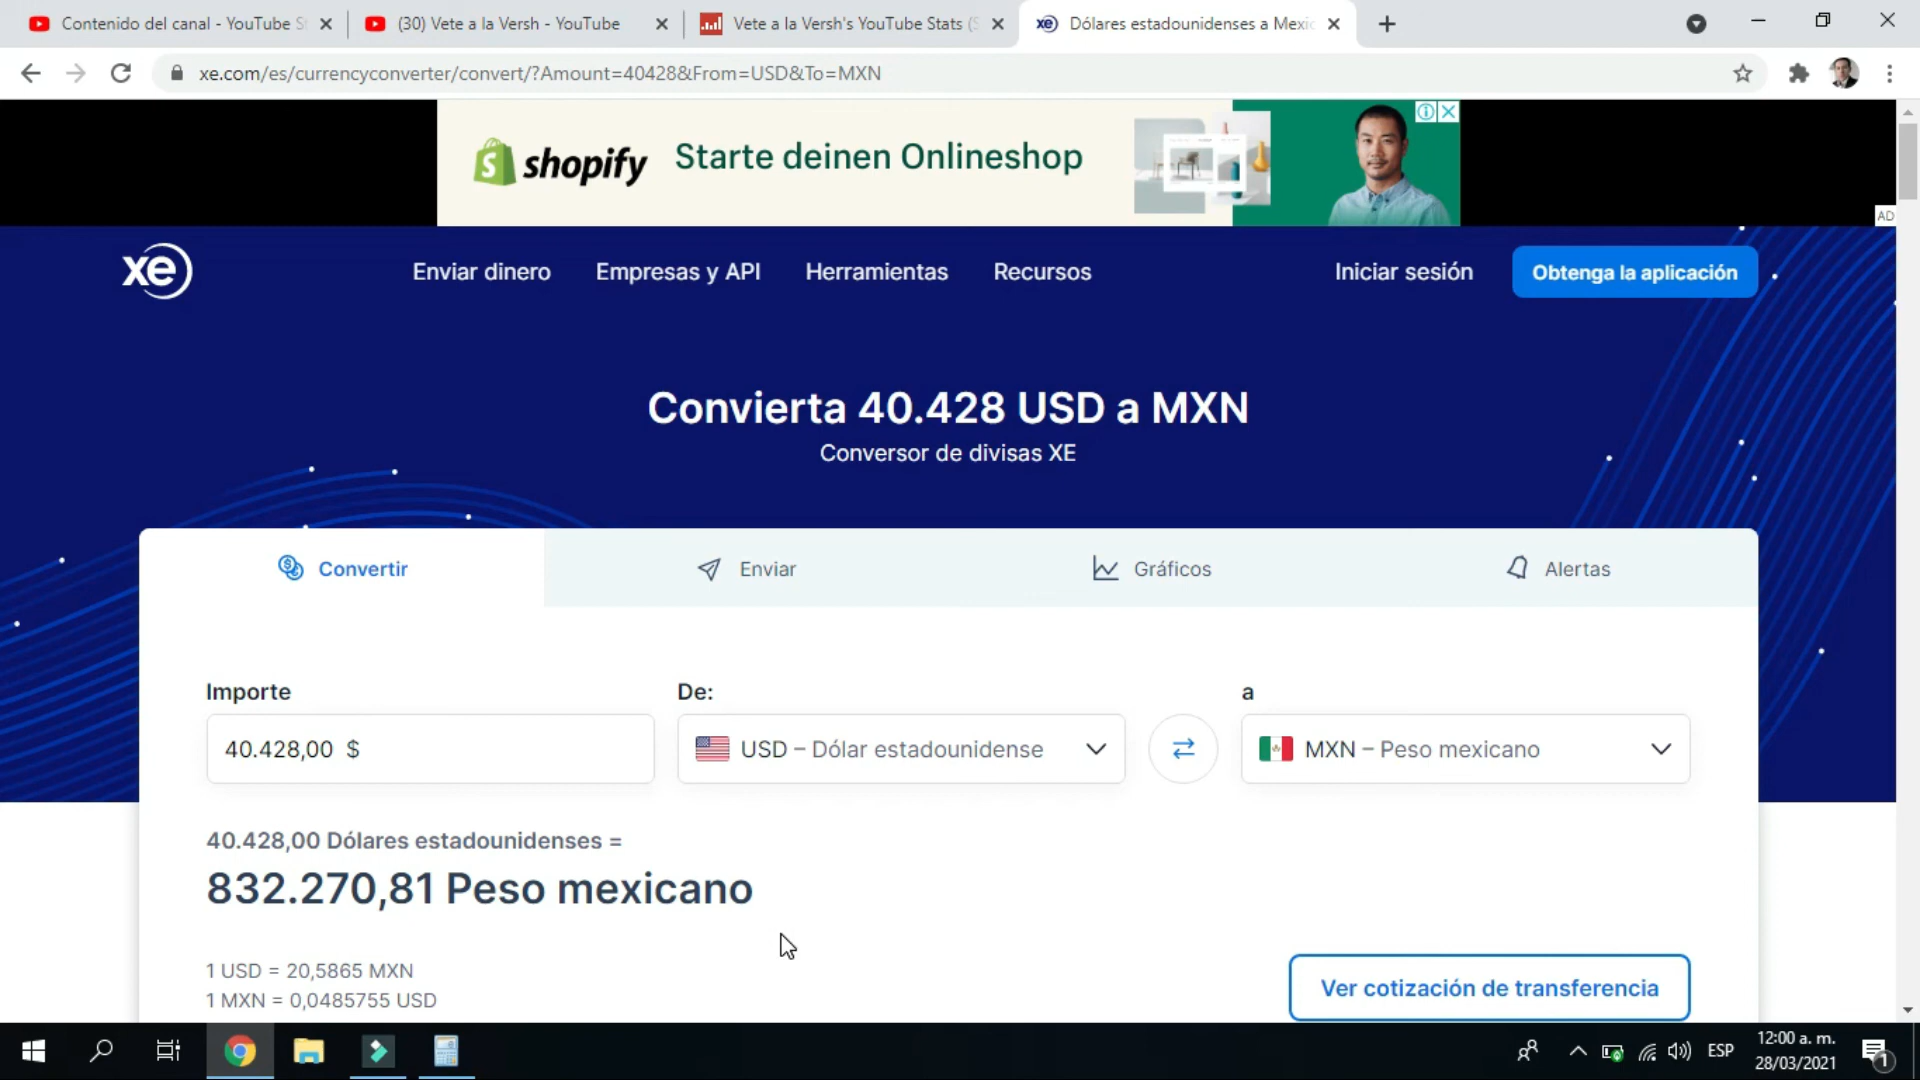 Contenido del canal - YouTube S
(30) Vete a la Versh - YouTube
Vete a la Versh's YouTube Stats (S
Dólares estadounidenses a Mexic
xe.com/es/currencyconverter/convert/?Amount=40428&From=USD&To=MXN
shopify
Starte deinen Onlineshop
AD
xe
Enviar dinero
Empresas y API
Herramientas
Recursos
Iniciar sesión
Obtenga la aplicación
Convierta 40.428 USD a MXN
Conversor de divisas XE
Convertir
Enviar
Gráficos
Alertas
Importe
De:
a
40.428,00 $
USD – Dólar estadounidense
MXN – Peso mexicano
40.428,00 Dólares estadounidenses =
832.270,81 Peso mexicano
1 USD = 20,5865 MXN
1 MXN = 0,0485755 USD
Ver cotización de transferencia
ESP
12:00 a. m.
28/03/2021
1